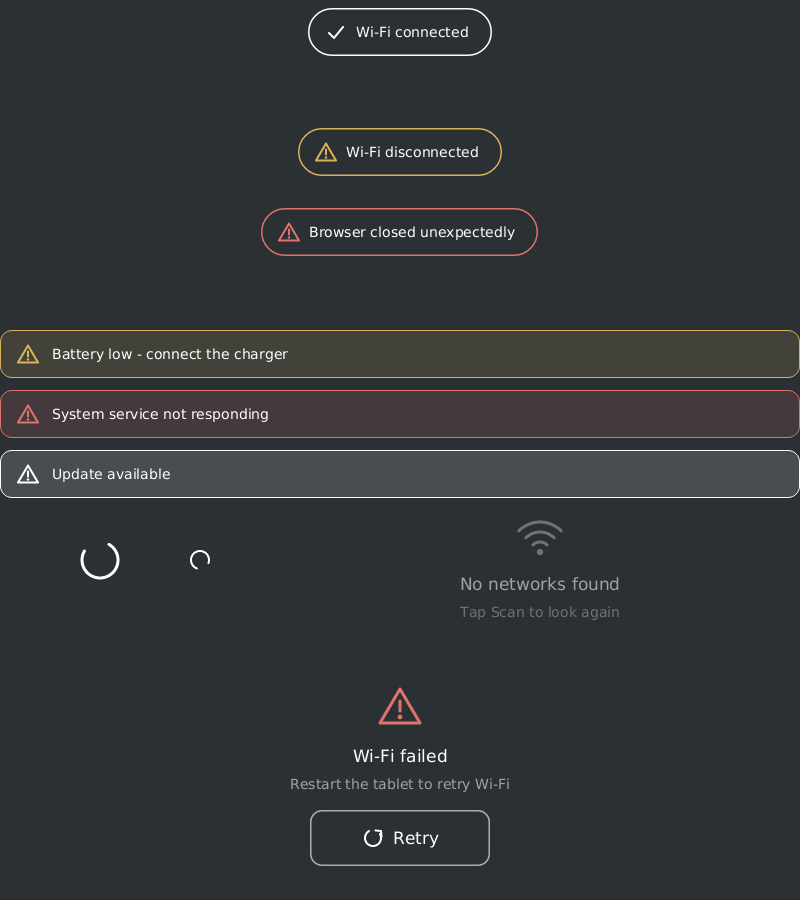 Wi-Fi connected
Wi-Fi disconnected
Browser closed unexpectedly
Battery low - connect the charger
System service not responding
Update available
No networks found
Tap Scan to look again
Wi-Fi failed
Restart the tablet to retry Wi-Fi
Retry